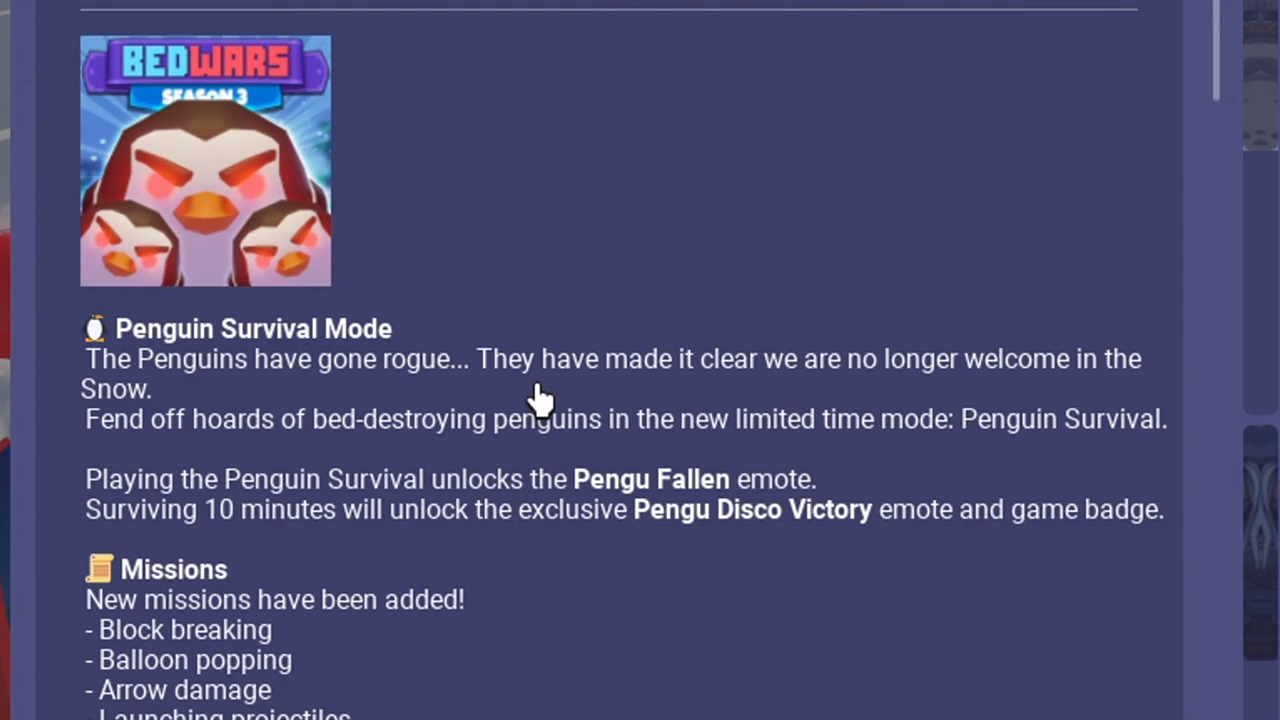 BEDWARS
SEASON 3
Penguin Survival Mode
The Penguins have gone rogue... They have made it clear we are no longer welcome in the
Snow.
Fend off hoards of bed-destroying penguins in the new limited time mode: Penguin Survival.
Playing the Penguin Survival unlocks the Pengu Fallen emote.
Surviving 10 minutes will unlock the exclusive Pengu Disco Victory emote and game badge.
Missions
New missions have been added!
- Block breaking
- Balloon popping
- Arrow damage
- Launching projectiles